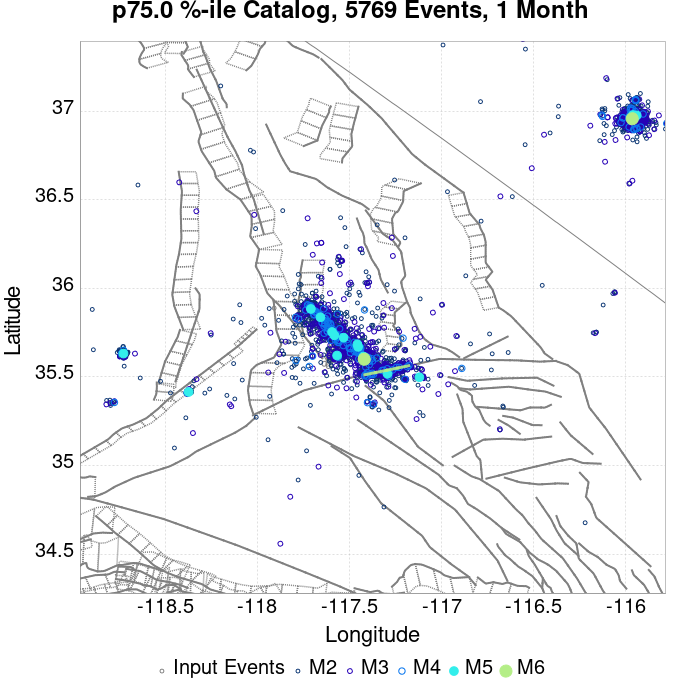 p75.0 %-ile Catalog, 5769 Events, 1 Month
37
36.5
36
35.5
35
34.5
Latitude
-118.5 -118 -117.5 -117 -116.5 -116
Longitude
Input Events M2 M3 M4 M5 M6